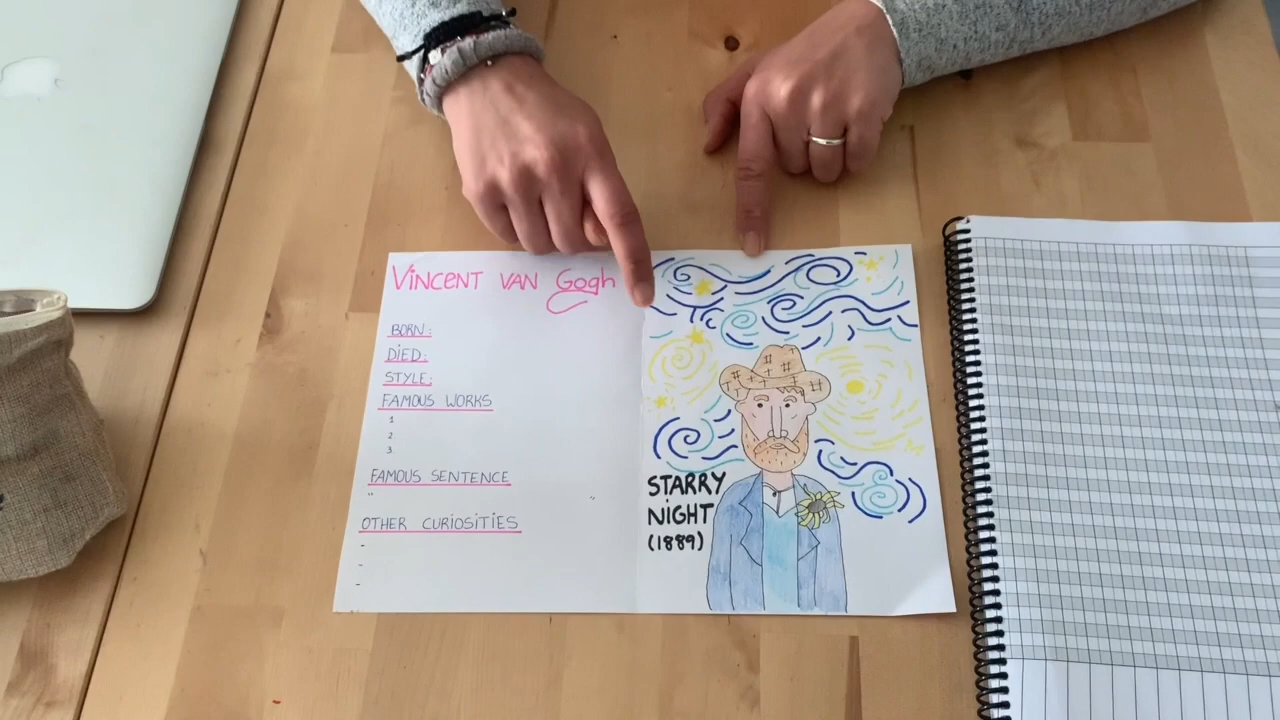 Vincent van Gogh
BORN:
DiED:
STYLE:
FAMOUS WORKS
1
2
3
FAMOUS SENTENCE
" "
OTHER CURiOSiTiES
-
-
-
STARRY
NiGHT
(1889)